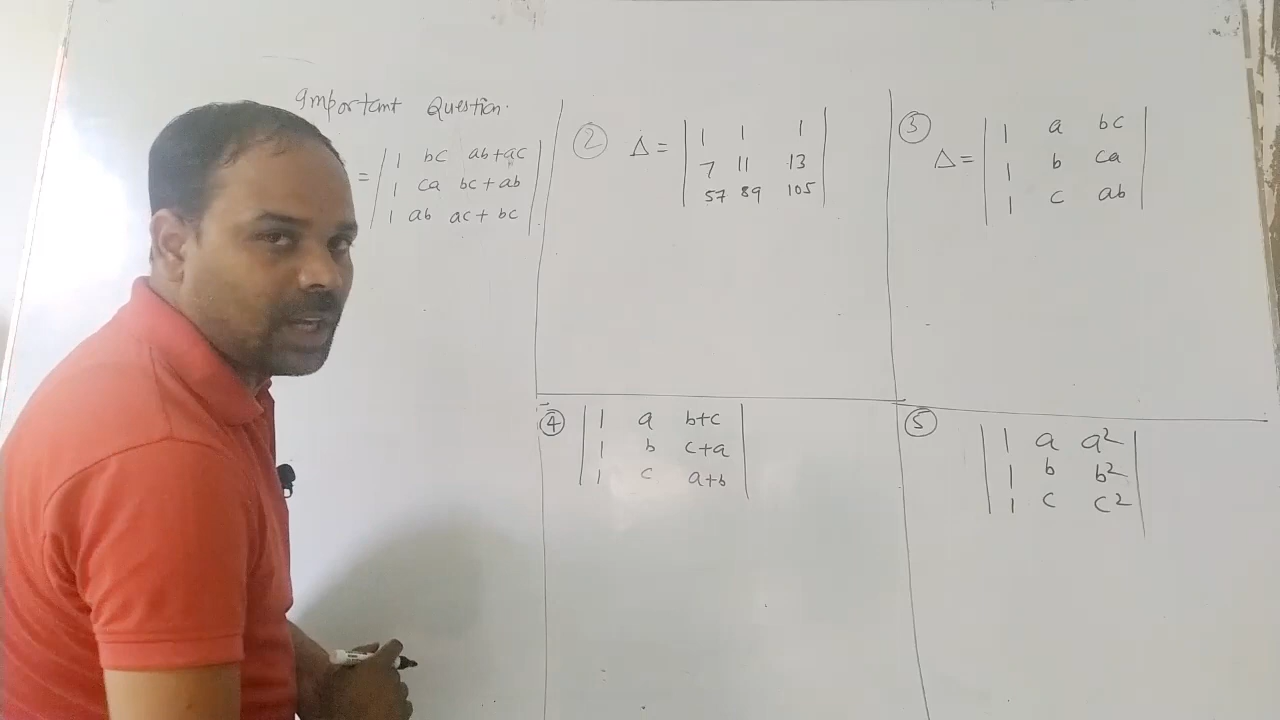 Important Question.
= | 1 bc ab+ac |
| 1 ca bc+ab |
| 1 ab ac+bc |
② Δ = | 1 1 1 |
| 7 11 13 |
| 57 89 105 |
③ Δ = | 1 a bc |
| 1 b ca |
| 1 c ab |
④ | 1 a b+c |
| 1 b c+a |
| 1 c a+b |
⑤ | 1 a a² |
| 1 b b² |
| 1 c c² |